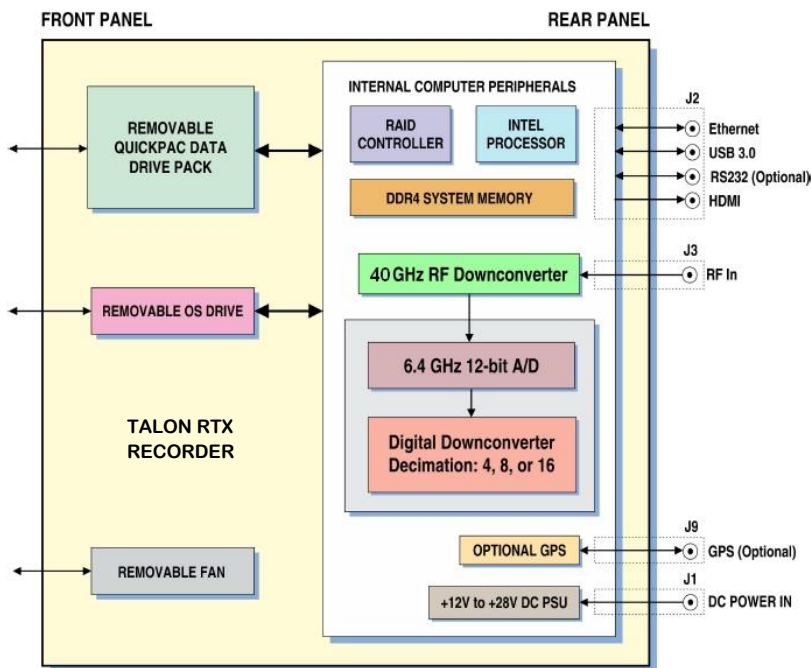 FRONT PANEL
REAR PANEL
REMOVABLE
QUICKPAC DATA
DRIVE PACK
INTERNAL COMPUTER PERIPHERALS
RAID
CONTROLLER
INTEL
PROCESSOR
DDR4 SYSTEM MEMORY
J2
Ethernet
USB 3.0
RS232 (Optional)
HDMI
40 GHz RF Downconverter
J3
RF In
REMOVABLE OS DRIVE
6.4 GHz 12-bit A/D
Digital Downconverter
Decimation: 4, 8, or 16
TALON RTX
RECORDER
REMOVABLE FAN
OPTIONAL GPS
J9
GPS (Optional)
+12V to +28V DC PSU
J1
DC POWER IN